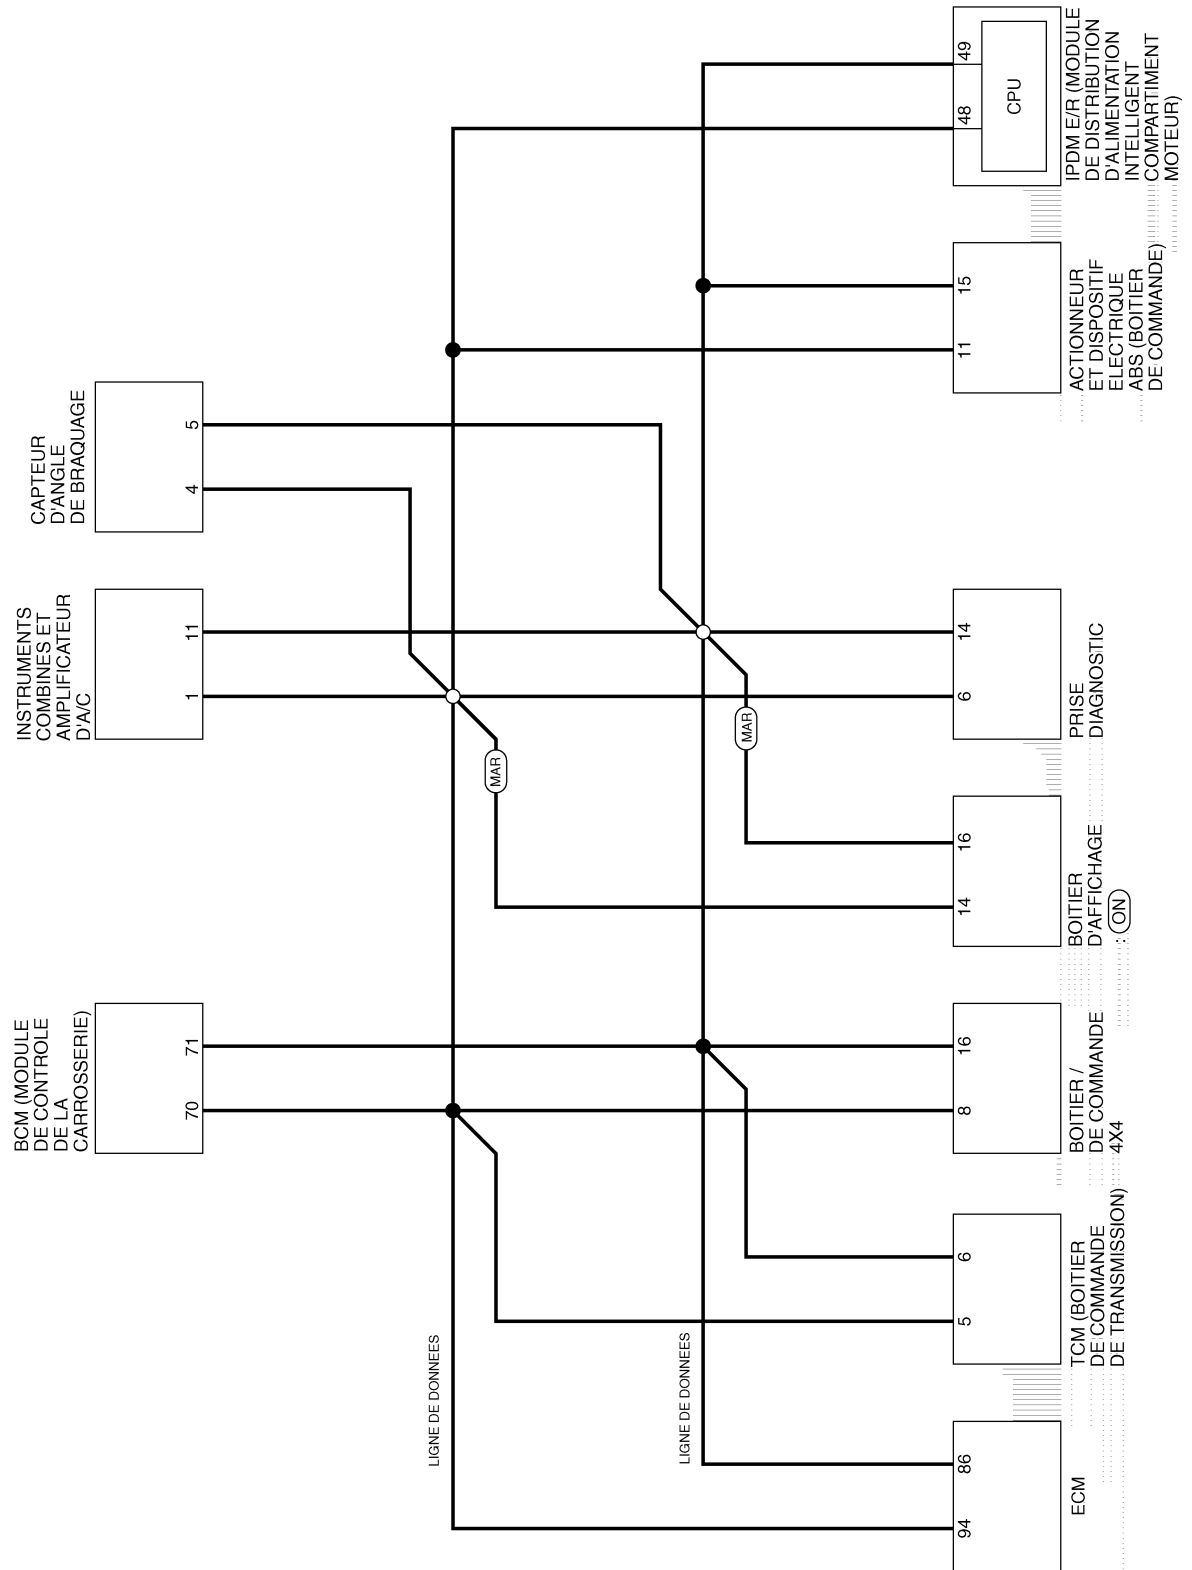 BCM (MODULE
DE CONTROLE
DE LA
CARROSSERIE)
70
71
INSTRUMENTS
COMBINES ET
AMPLIFICATEUR
D'A/C
1
11
CAPTEUR
D'ANGLE
DE BRAQUAGE
4
5
LIGNE DE DONNEES
LIGNE DE DONNEES
MAR
MAR
94
86
ECM
5
6
TCM (BOITIER
DE COMMANDE
DE TRANSMISSION)
8
16
BOITIER /
DE COMMANDE
4X4
14
16
BOITIER
D'AFFICHAGE
: ON
6
14
PRISE
DIAGNOSTIC
11
15
ACTIONNEUR
ET DISPOSITIF
ELECTRIQUE
ABS (BOITIER
DE COMMANDE)
48
49
CPU
IPDM E/R (MODULE
DE DISTRIBUTION
D'ALIMENTATION
INTELLIGENT
COMPARTIMENT
MOTEUR)